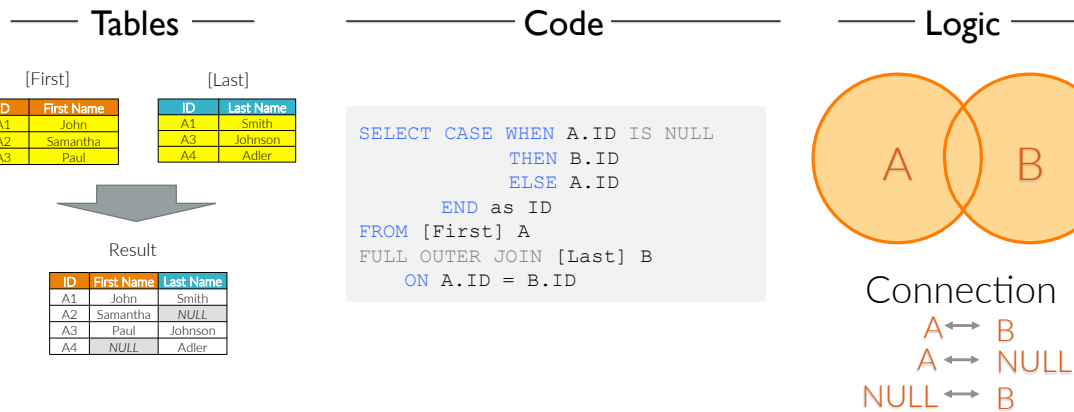 Tables
[First]
[Last]
D First Name
A1 John
A2 Samantha
A3 Paul
ID Last Name
A1 Smith
A3 Johnson
A4 Adler
Result
ID First Name Last Name
A1 John Smith
A2 Samantha NULL
A3 Paul Johnson
A4 NULL Adler
Code
SELECT CASE WHEN A.ID IS NULL
THEN B.ID
ELSE A.ID
END as ID
FROM [First] A
FULL OUTER JOIN [Last] B
ON A.ID = B.ID
Logic
A B
Connection
A ↔ B
A ↔ NULL
NULL ↔ B